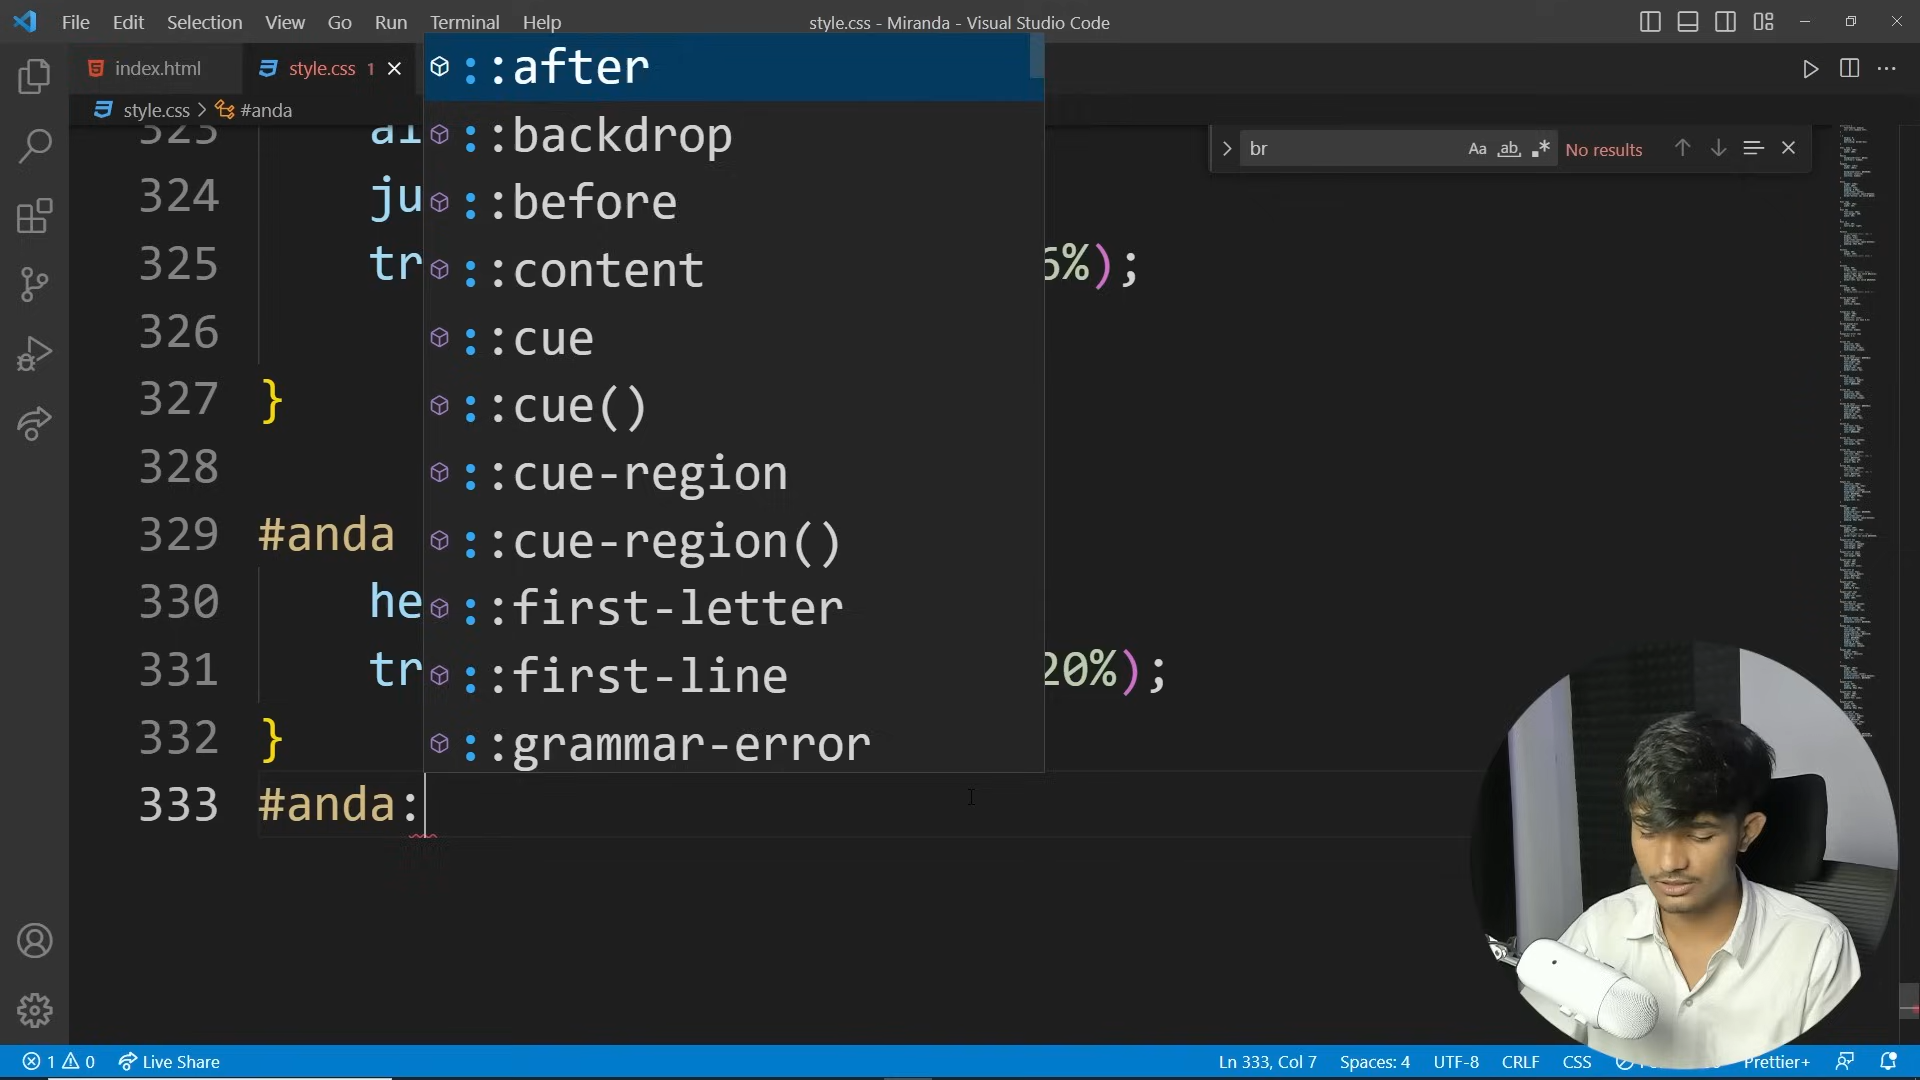 File Edit Selection View Go Run Terminal Help
style.css - Miranda - Visual Studio Code
index.html
style.css 1
style.css > #anda
br
Aa ab No results
323
324 ju
325 tr 6%);
326
327 }
328
329 #anda
330 he
331 tr 20%);
332 }
333 #anda:
::after
::backdrop
::before
::content
::cue
::cue()
::cue-region
::cue-region()
::first-letter
::first-line
::grammar-error
1 0 Live Share
Ln 333, Col 7 Spaces: 4 UTF-8 CRLF CSS Prettier+